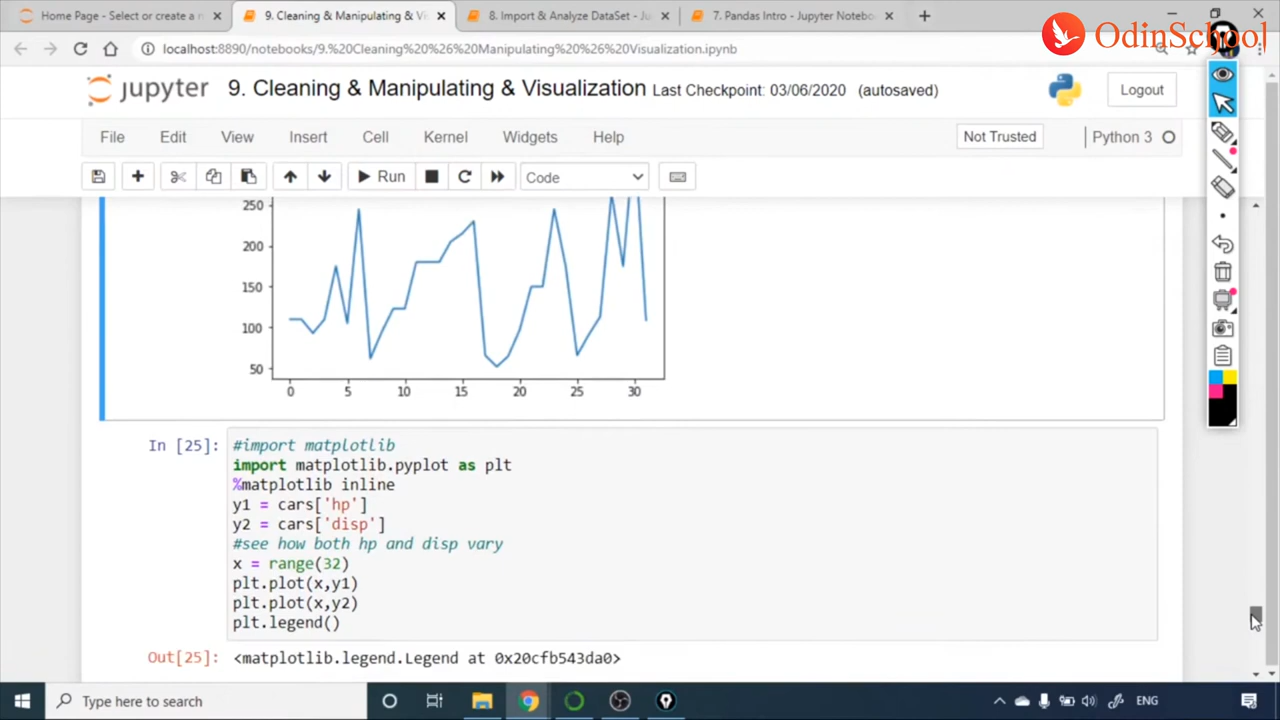 Home Page - Select or create a n
9. Cleaning & Manipulating & Vi
8. Import & Analyze DataSet - Ju
7. Pandas Intro - Jupyter Notebo
OdinSchool
localhost:8890/notebooks/9.%20Cleaning%20%26%20Manipulating%20%26%20Visualization.ipynb
jupyter 9. Cleaning & Manipulating & Visualization Last Checkpoint: 03/06/2020 (autosaved)
Logout
File Edit View Insert Cell Kernel Widgets Help
Not Trusted
Python 3
Run
Code
250
200
150
100
50
0 5 10 15 20 25 30
In [25]:
#import matplotlib
import matplotlib.pyplot as plt
%matplotlib inline
y1 = cars['hp']
y2 = cars['disp']
#see how both hp and disp vary
x = range(32)
plt.plot(x,y1)
plt.plot(x,y2)
plt.legend()
Out[25]: <matplotlib.legend.Legend at 0x20cfb543da0>
Type here to search
ENG